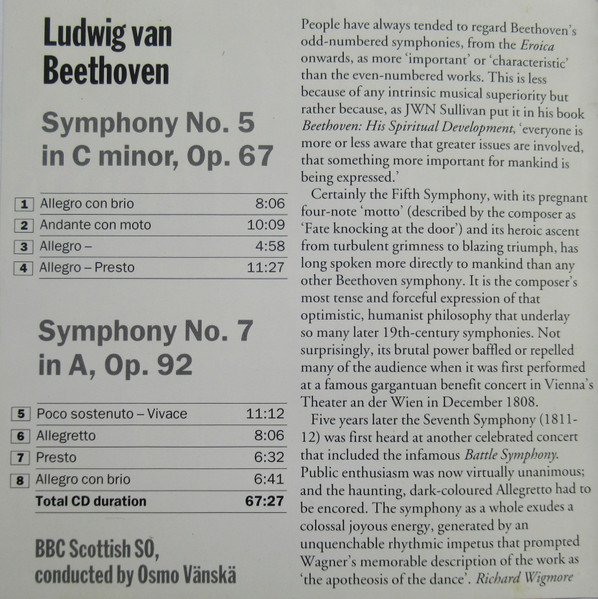 Ludwig van
Beethoven
Symphony No. 5
in C minor, Op. 67
1 Allegro con brio 8:06
2 Andante con moto 10:09
3 Allegro – 4:58
4 Allegro – Presto 11:27
Symphony No. 7
in A, Op. 92
5 Poco sostenuto – Vivace 11:12
6 Allegretto 8:06
7 Presto 6:32
8 Allegro con brio 6:41
Total CD duration 67:27
BBC Scottish SO,
conducted by Osmo Vänskä
People have always tended to regard Beethoven's
odd-numbered symphonies, from the Eroica
onwards, as more 'important' or 'characteristic'
than the even-numbered works. This is less
because of any intrinsic musical superiority but
rather because, as JWN Sullivan put it in his book
Beethoven: His Spiritual Development, 'everyone is
more or less aware that greater issues are involved,
that something more important for mankind is
being expressed.'
Certainly the Fifth Symphony, with its pregnant
four-note 'motto' (described by the composer as
'Fate knocking at the door') and its heroic ascent
from turbulent grimness to blazing triumph, has
long spoken more directly to mankind than any
other Beethoven symphony. It is the composer's
most tense and forceful expression of that
optimistic, humanist philosophy that underlay
so many later 19th-century symphonies. Not
surprisingly, its brutal power baffled or repelled
many of the audience when it was first performed
at a famous gargantuan benefit concert in Vienna's
Theater an der Wien in December 1808.
Five years later the Seventh Symphony (1811-
12) was first heard at another celebrated concert
that included the infamous Battle Symphony.
Public enthusiasm was now virtually unanimous;
and the haunting, dark-coloured Allegretto had to
be encored. The symphony as a whole exudes a
colossal joyous energy, generated by an
unquenchable rhythmic impetus that prompted
Wagner's memorable description of the work as
'the apotheosis of the dance'. Richard Wigmore